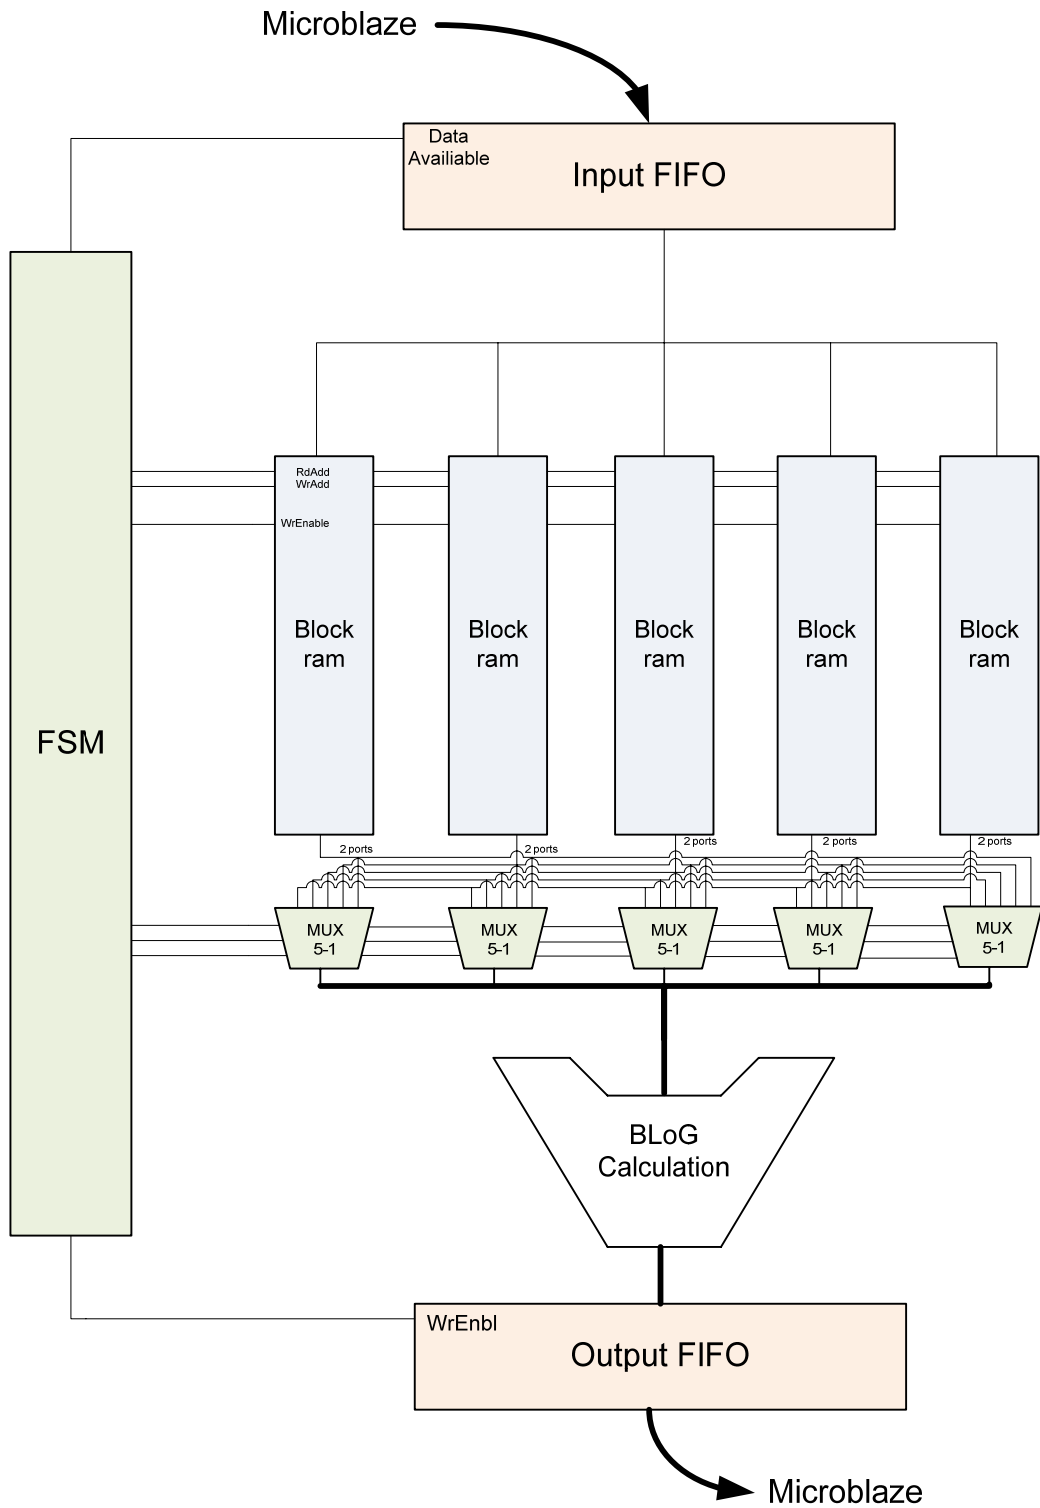 Microblaze
Data
Availiable
Input FIFO
RdAdd
WrAdd
WrEnable
Block
ram
Block
ram
Block
ram
Block
ram
Block
ram
FSM
2 ports
2 ports
2 ports
2 ports
2 ports
MUX
5-1
MUX
5-1
MUX
5-1
MUX
5-1
MUX
5-1
BLoG
Calculation
WrEnbl
Output FIFO
Microblaze